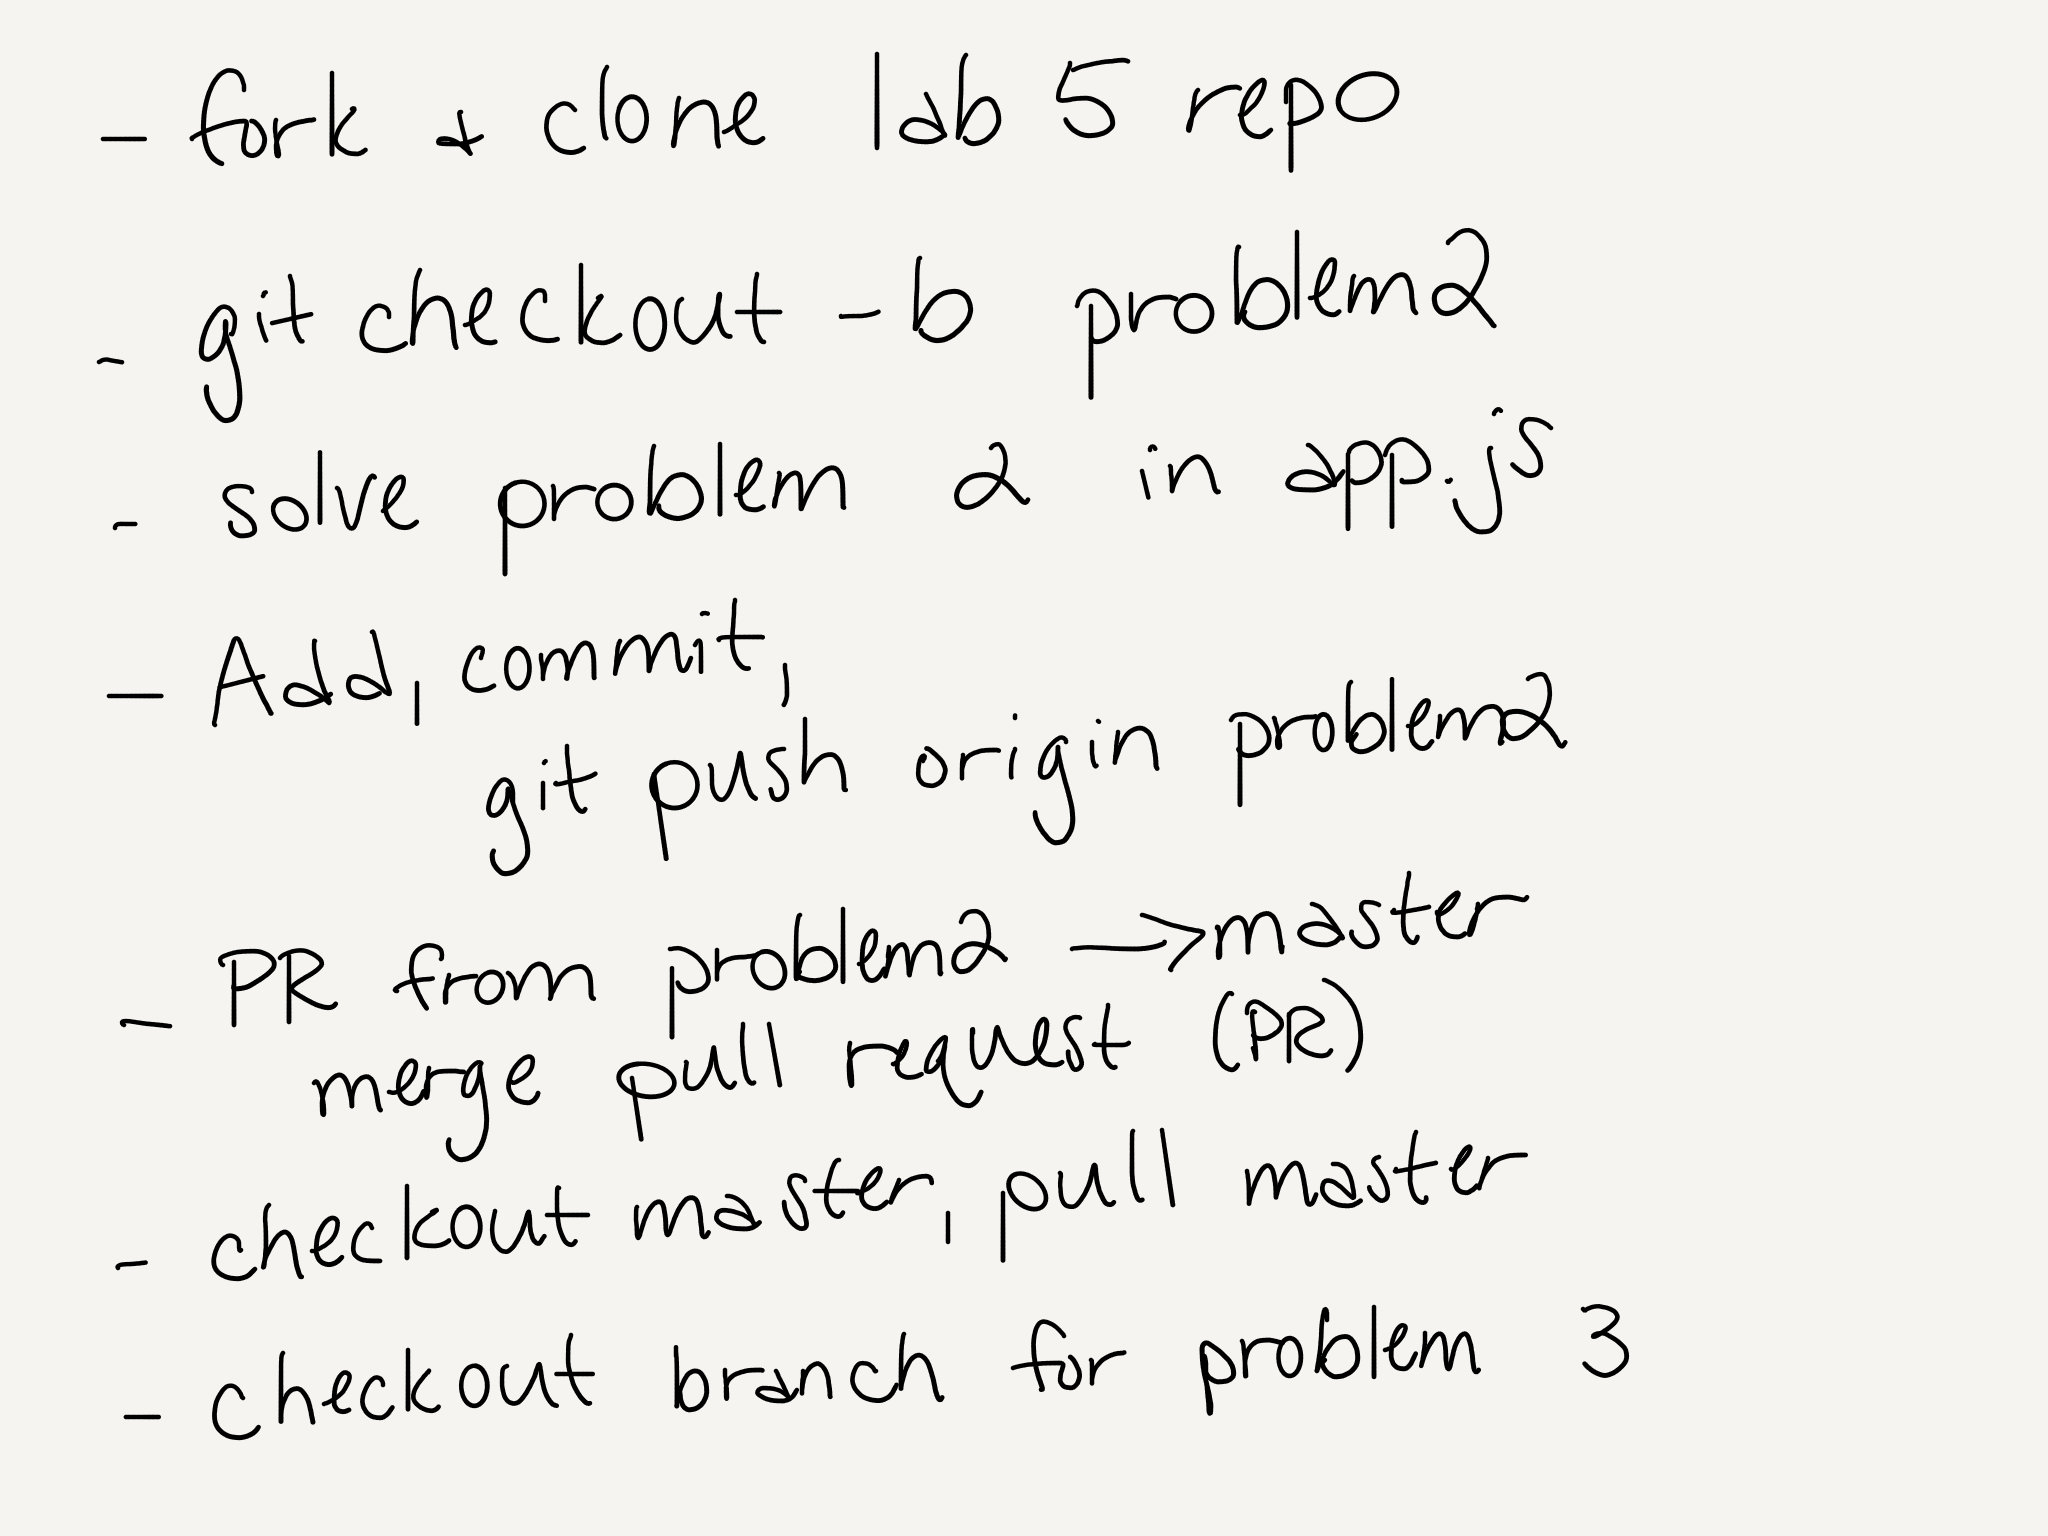 - fork & clone lab 5 repo
- git checkout -b problem2
- solve problem 2 in app.js
- Add, commit,
git push origin problem2
- PR from problem2 → master
merge pull request (PR)
- checkout master, pull master
- checkout branch for problem 3